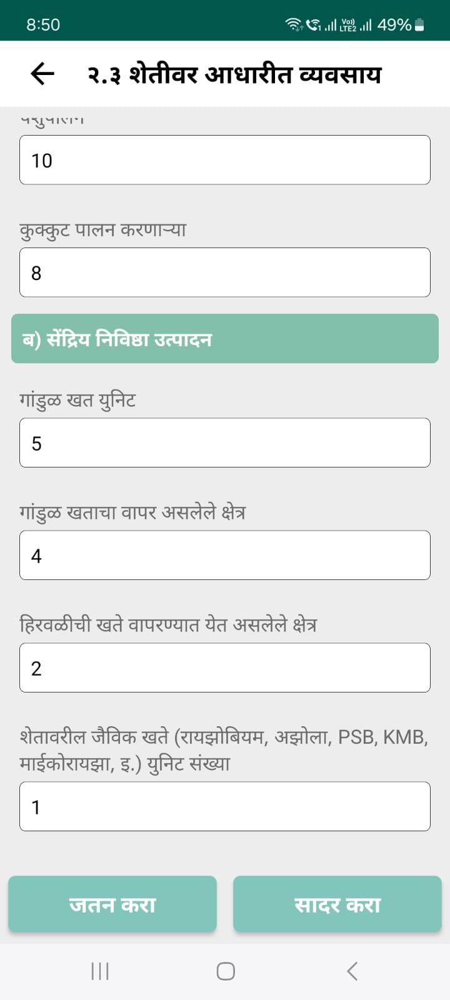 8:50
Vo)) LTE2 49%
२.३ शेतीवर आधारीत व्यवसाय
10
कुक्कुट पालन करणाऱ्या
8
ब) सेंद्रिय निविष्ठा उत्पादन
गांडुळ खत युनिट
5
गांडुळ खताचा वापर असलेले क्षेत्र
4
हिरवळीची खते वापरण्यात येत असलेले क्षेत्र
2
शेतावरील जैविक खते (रायझोबियम, अझोला, PSB, KMB,
माईकोरायझा, इ.) युनिट संख्या
1
जतन करा
सादर करा